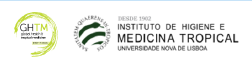 GHTM
DESDE 1902
INSTITUTO DE HIGIENE E
MEDICINA TROPICAL
UNIVERSIDADE NOVA DE LISBOA